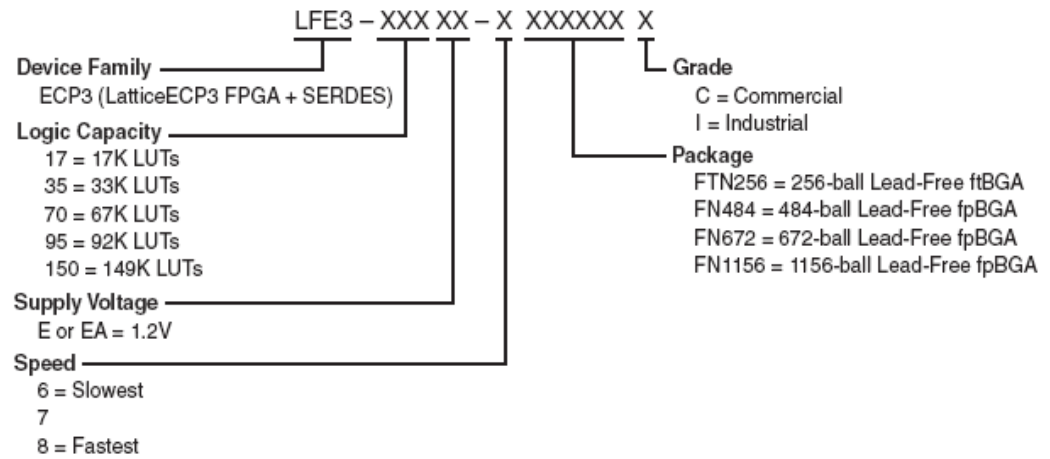 LFE3 – XXX XX – X XXXXXX X
Device Family
ECP3 (LatticeECP3 FPGA + SERDES)
Logic Capacity
17 = 17K LUTs
35 = 33K LUTs
70 = 67K LUTs
95 = 92K LUTs
150 = 149K LUTs
Supply Voltage
E or EA = 1.2V
Speed
6 = Slowest
7
8 = Fastest
Grade
C = Commercial
I = Industrial
Package
FTN256 = 256-ball Lead-Free ftBGA
FN484 = 484-ball Lead-Free fpBGA
FN672 = 672-ball Lead-Free fpBGA
FN1156 = 1156-ball Lead-Free fpBGA